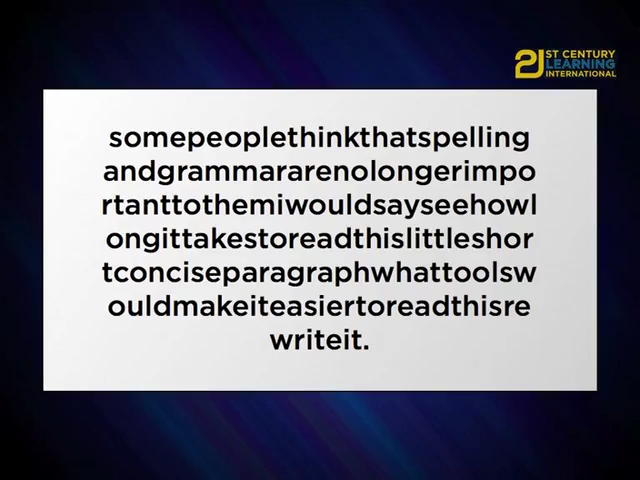 21ST CENTURY
LEARNING
INTERNATIONAL
somepeoplethinkthatspelling
andgrammararenolongerimpo
rtanttothemiwouldsayseehowl
ongittakestoreadthislittleshor
tconciseparagraphwhattoolsw
ouldmakeiteasiertoreadthisre
writeit.